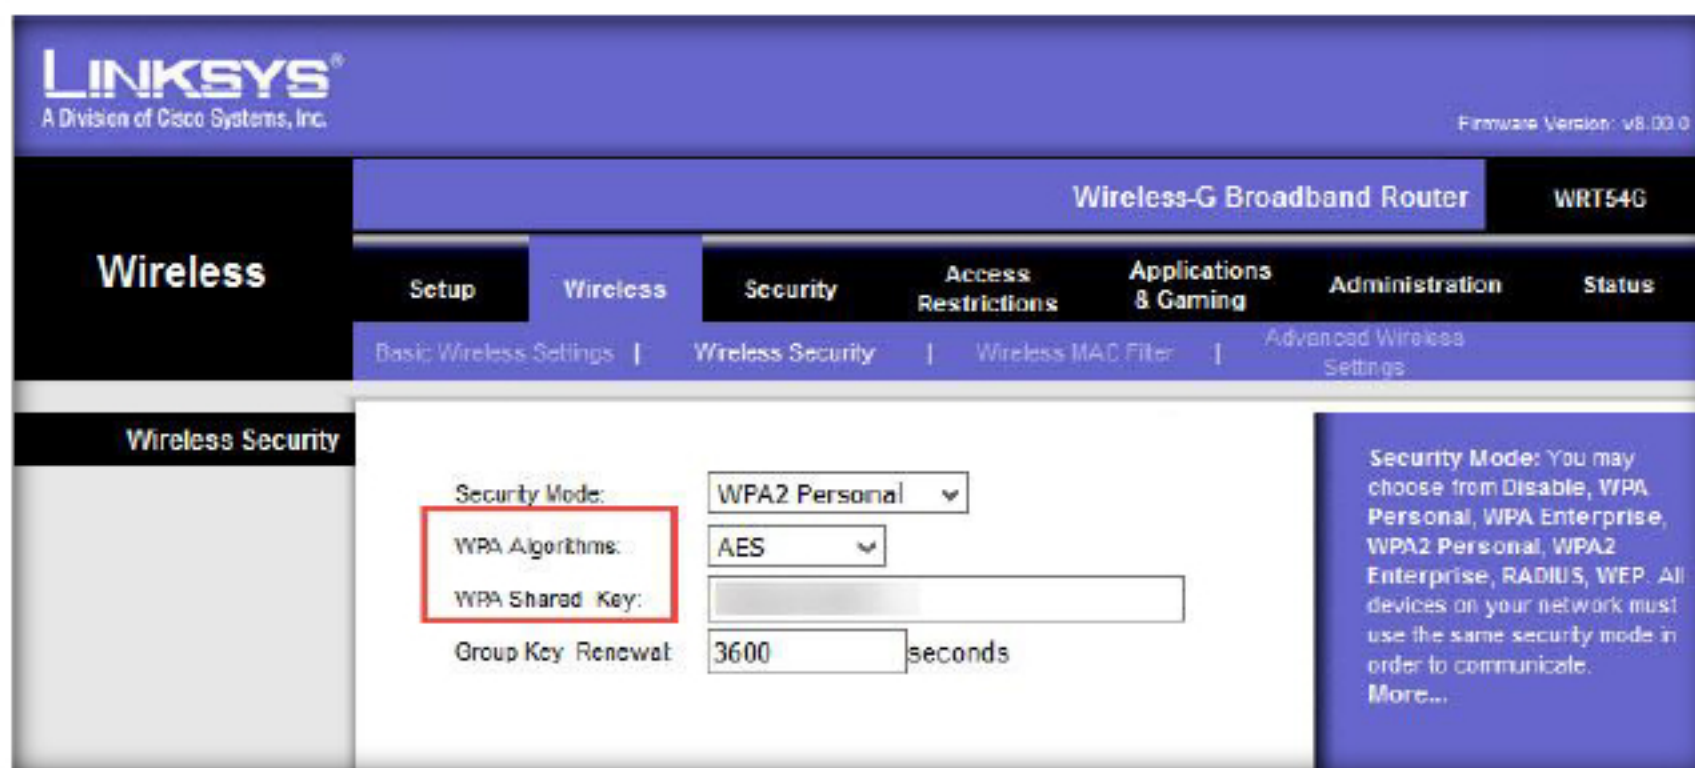 LINKSYS®
A Division of Cisco Systems, Inc.
Firmware Version: v8.00.0
Wireless-G Broadband Router
WRT54G
Wireless
Setup
Wireless
Security
Access
Restrictions
Applications
& Gaming
Administration
Status
Basic Wireless Settings |
Wireless Security |
Wireless MAC Filter |
Advanced Wireless
Settings
Wireless Security
Security Mode: WPA2 Personal
WPA Algorithms: AES
WPA Shared Key:
Group Key Renewal: 3600 seconds
Security Mode: You may
choose from Disable, WPA
Personal, WPA Enterprise,
WPA2 Personal, WPA2
Enterprise, RADIUS, WEP. All
devices on your network must
use the same security mode in
order to communicate.
More...